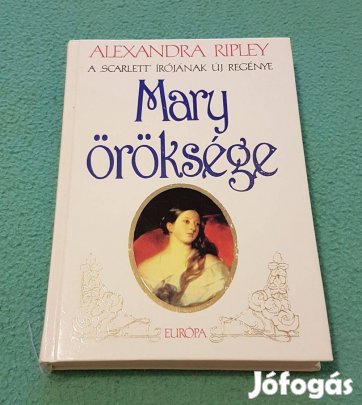 ALEXANDRA RIPLEY
A SCARLETT ÍRÓJÁNAK ÚJ REGÉNYE
Mary
öröksége
EURÓPA
Jófogás